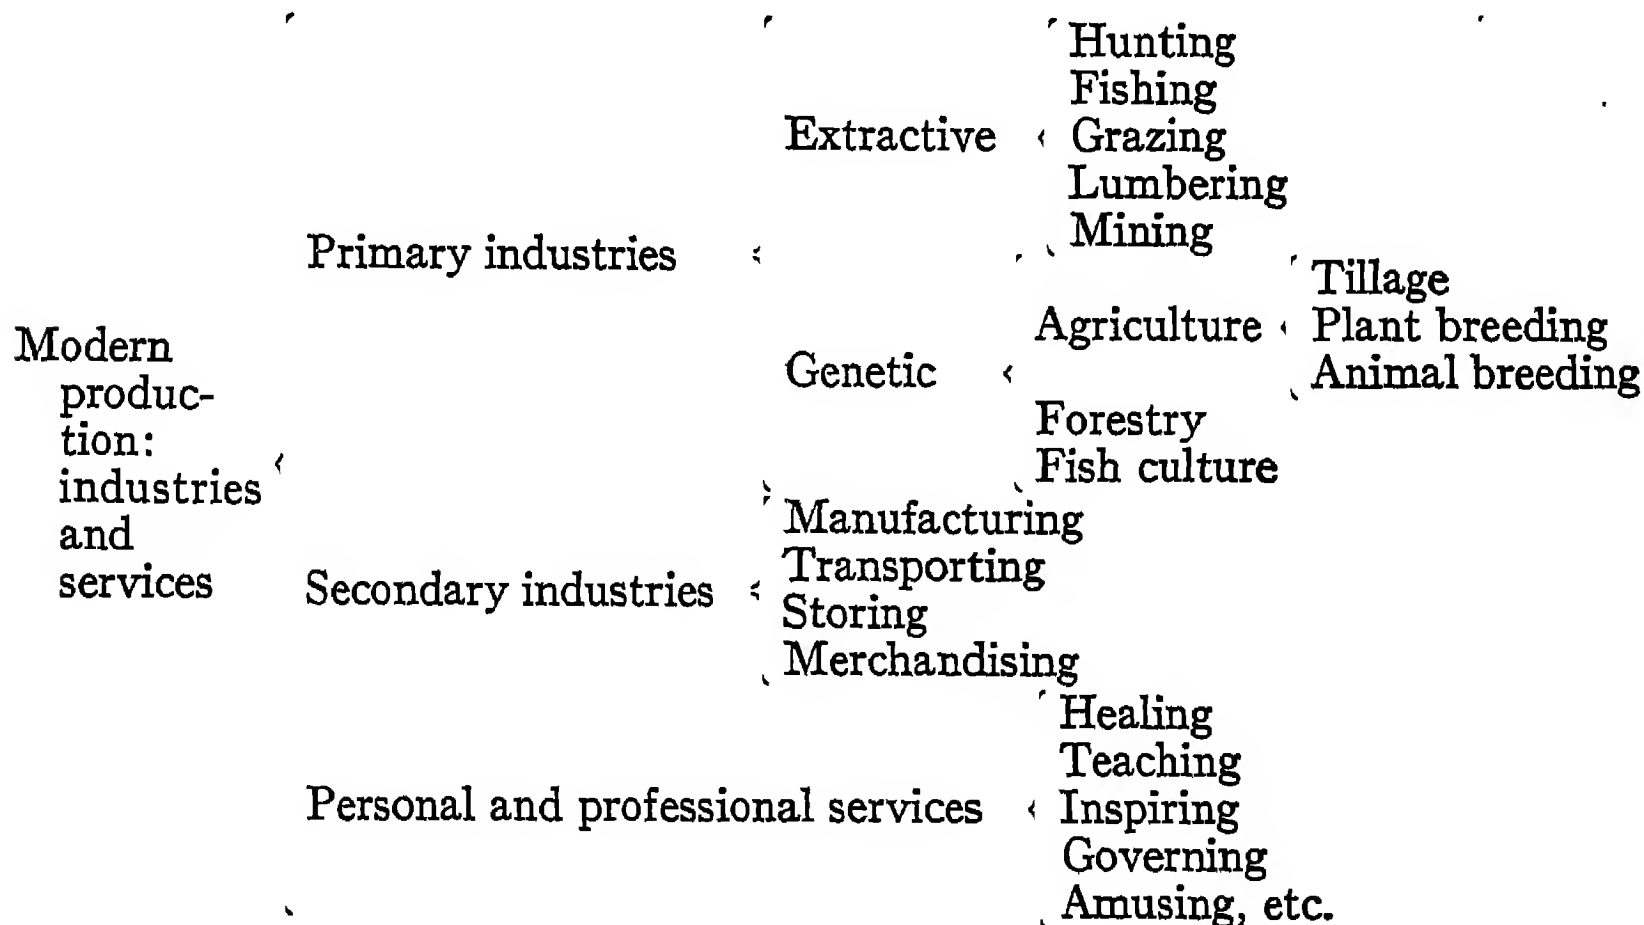 Modern
produc-
tion:
industries
and
services
Primary industries
Extractive
Hunting
Fishing
Grazing
Lumbering
Mining
Genetic
Agriculture
Tillage
Plant breeding
Animal breeding
Forestry
Fish culture
Secondary industries
Manufacturing
Transporting
Storing
Merchandising
Personal and professional services
Healing
Teaching
Inspiring
Governing
Amusing, etc.